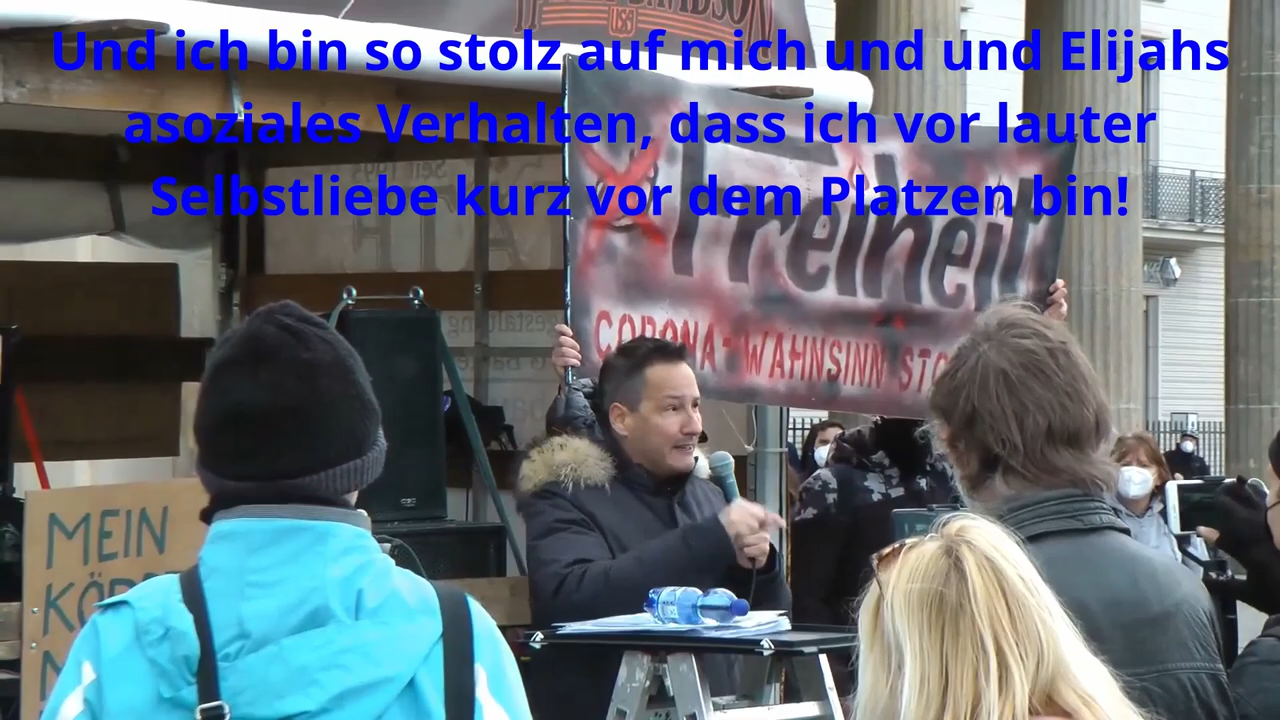 Und ich bin so stolz auf mich und und Elijahs
asoziales Verhalten, dass ich vor lauter
Selbstliebe kurz vor dem Platzen bin!
Freiheit
CORONA-WAHNSINN
MEIN